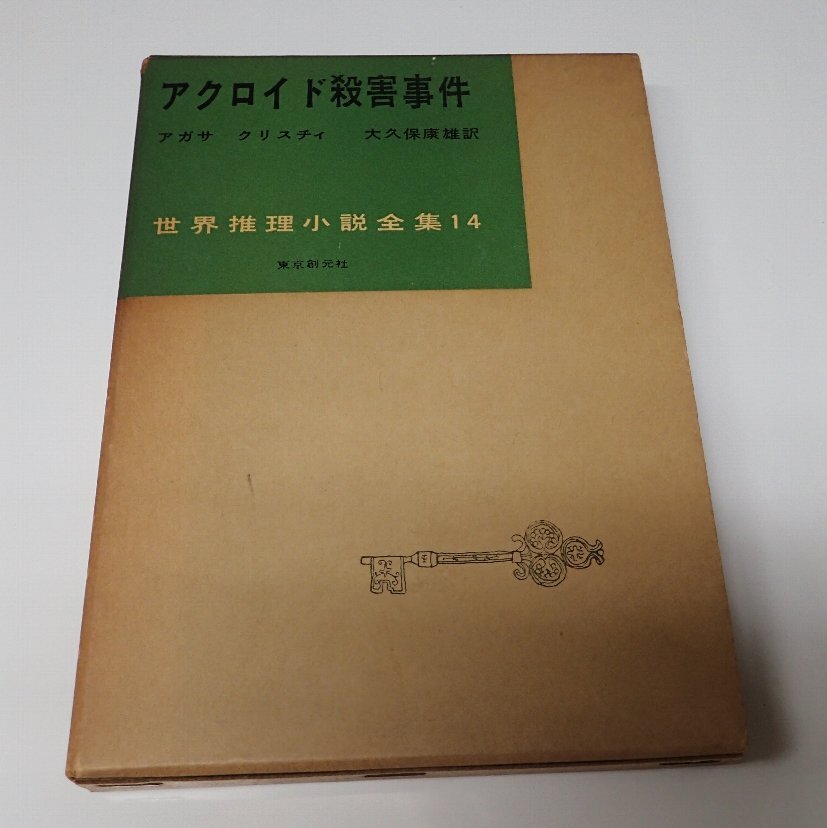 アクロイド殺害事件
アガサ クリスチィ 大久保康雄訳
世界推理小説全集14
東京創元社